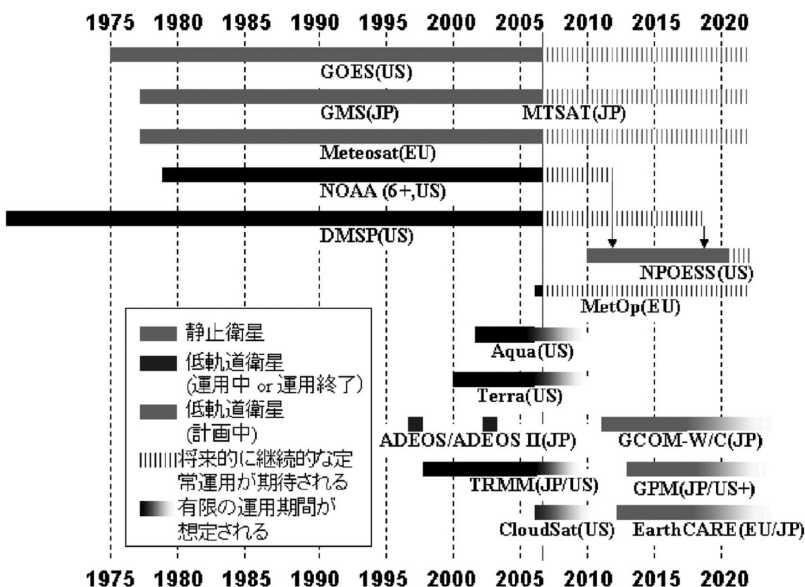 1975 1980 1985 1990 1995 2000 2005 2010 2015 2020
GOES(US)
GMS(JP) MTSAT(JP)
Meteosat(EU)
NOAA (6+,US)
DMSP(US)
NPOESS(US)
MetOp(EU)
Aqua(US)
Terra(US)
ADEOS/ADEOS II(JP) GCOM-W/C(JP)
TRMM(JP/US) GPM(JP/US+)
CloudSat(US) EarthCARE(EU/JP)
静止衛星
低軌道衛星
(運用中 or 運用終了)
低軌道衛星
(計画中)
将来的に継続的な定
常運用が期待される
有限の運用期間が
想定される
1975 1980 1985 1990 1995 2000 2005 2010 2015 2020